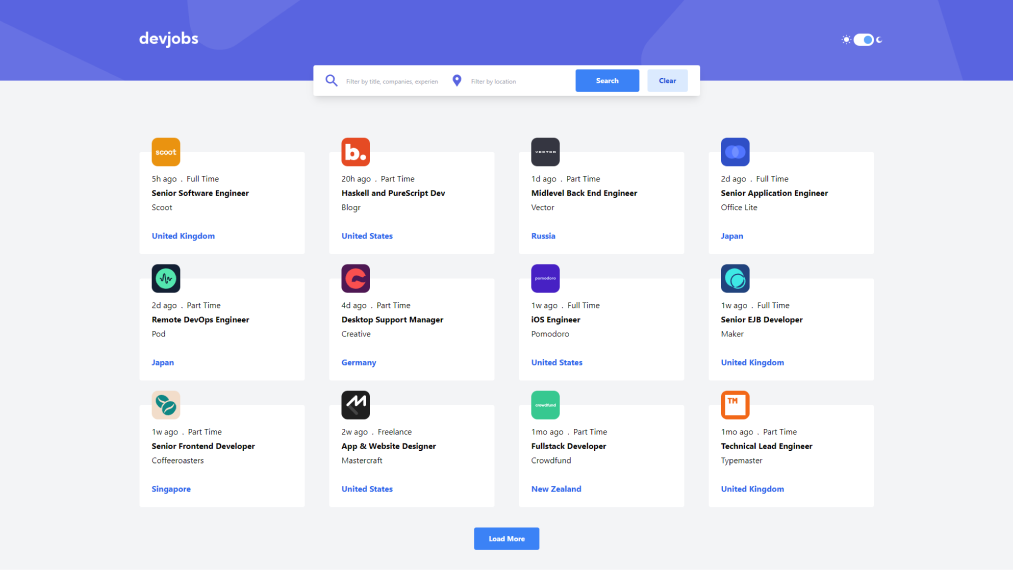 devjobs
Filter by title, companies, experien
Filter by location
Search
Clear
scoot
5h ago . Full Time
Senior Software Engineer
Scoot
United Kingdom
b.
20h ago . Part Time
Haskell and PureScript Dev
Blogr
United States
VECTOR
1d ago . Part Time
Midlevel Back End Engineer
Vector
Russia
2d ago . Full Time
Senior Application Engineer
Office Lite
Japan
2d ago . Part Time
Remote DevOps Engineer
Pod
Japan
4d ago . Part Time
Desktop Support Manager
Creative
Germany
pomodoro
1w ago . Full Time
iOS Engineer
Pomodoro
United States
1w ago . Full Time
Senior EJB Developer
Maker
United Kingdom
1w ago . Part Time
Senior Frontend Developer
Coffeeroasters
Singapore
2w ago . Freelance
App & Website Designer
Mastercraft
United States
crowdfund
1mo ago . Part Time
Fullstack Developer
Crowdfund
New Zealand
TM
1mo ago . Part Time
Technical Lead Engineer
Typemaster
United Kingdom
Load More